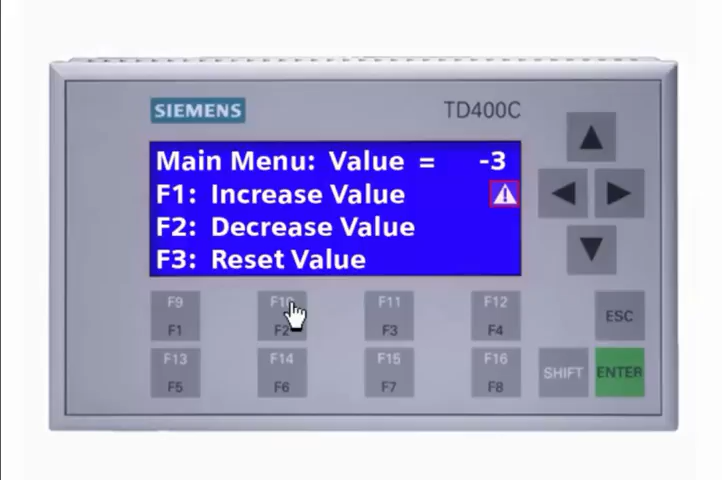 SIEMENS
TD400C
Main Menu: Value = -3
F1: Increase Value
F2: Decrease Value
F3: Reset Value
F9 F10 F11 F12
F1 F2 F3 F4 ESC
F13 F14 F15 F16
F5 F6 F7 F8 SHIFT ENTER